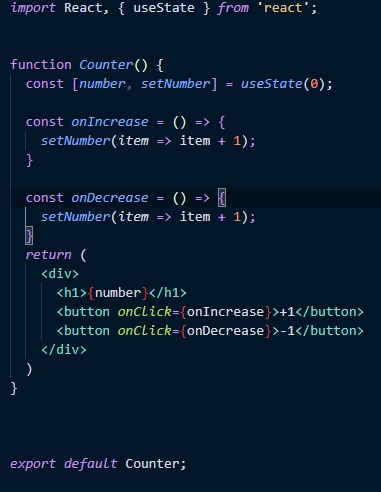 import React, { useState } from 'react';
function Counter() {
const [number, setNumber] = useState(0);
const onIncrease = () => {
setNumber(item => item + 1);
}
const onDecrease = () => {
setNumber(item => item + 1);
}
return (
<div>
<h1>{number}</h1>
<button onClick={onIncrease}>+1</button>
<button onClick={onDecrease}>-1</button>
</div>
)
}
export default Counter;